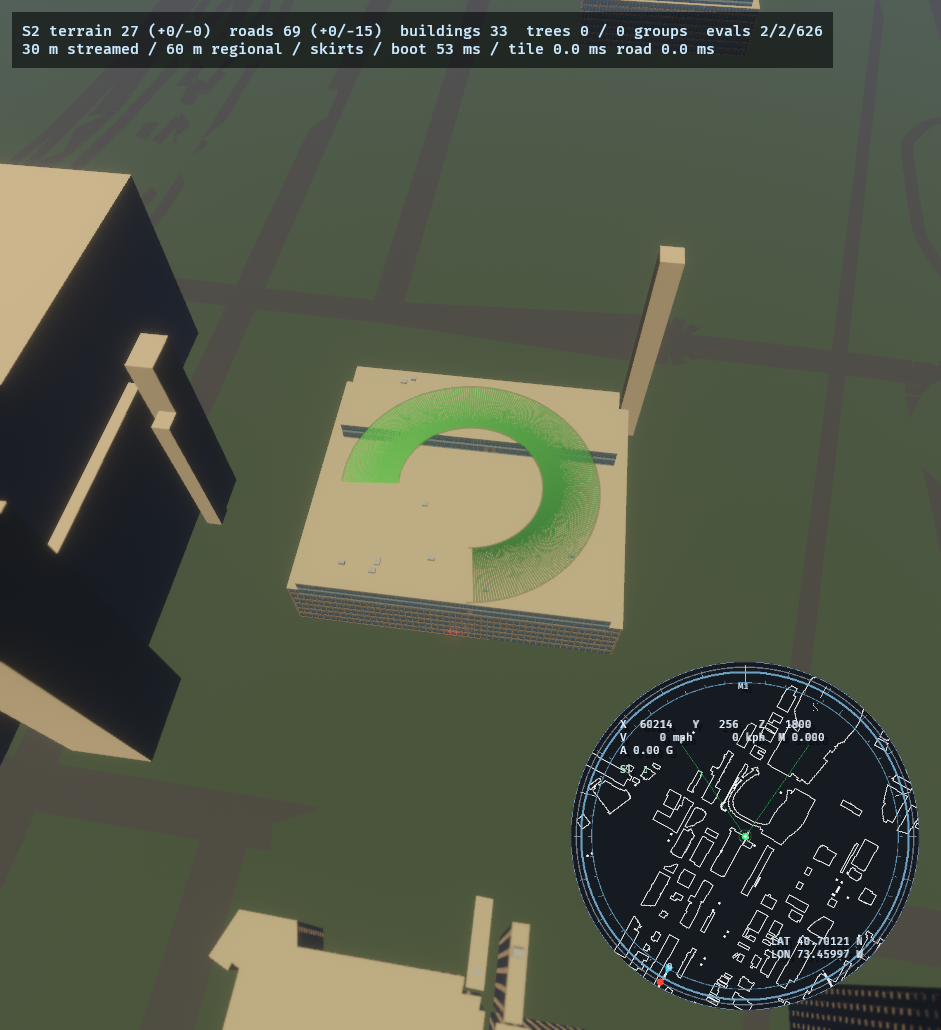 S2 terrain 27 (+0/-0)  roads 69 (+0/-15)  buildings 33  trees 0 / 0 groups  evals 2/2/626
30 m streamed / 60 m regional / skirts / boot 53 ms / tile 0.0 ms road 0.0 ms
X 60214 Y 256 Z 1800
V 0 mph 0 kph M 0.000
A 0.00 G
LAT 40.70121 N
LON 73.45997 W